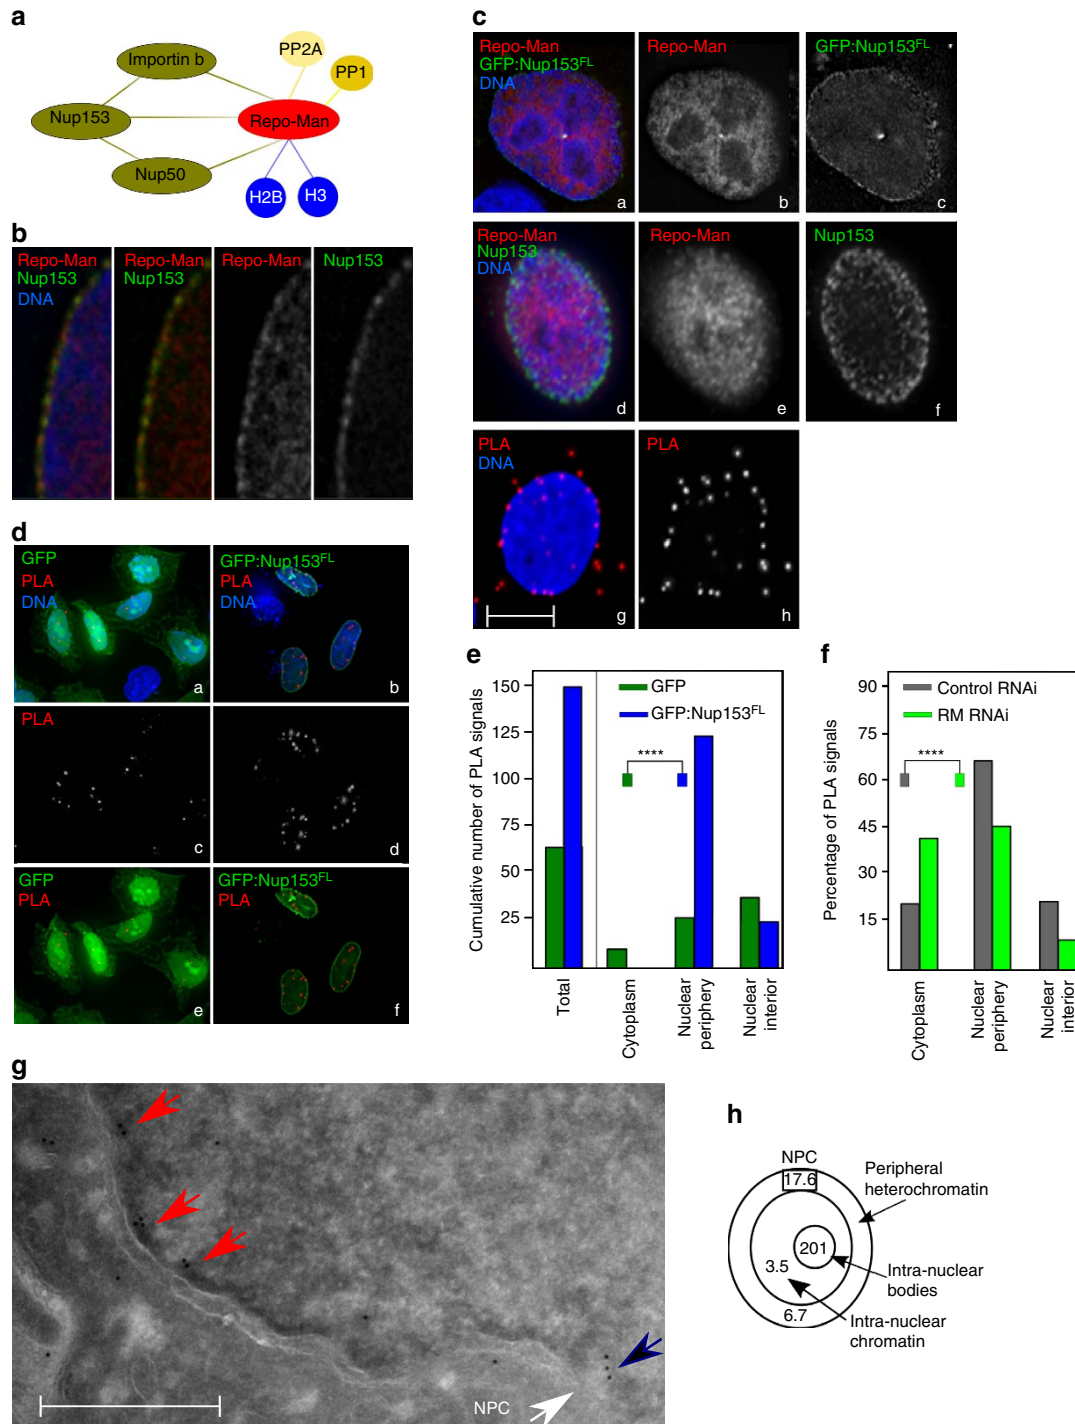 a
Importin b
PP2A
PP1
Nup153
Repo-Man
Nup50
H2B
H3
b
Repo-Man
Nup153
DNA
Repo-Man
Nup153
Repo-Man
Nup153
c
Repo-Man
GFP:Nup153FL
DNA
a
Repo-Man
b
GFP:Nup153FL
c
Repo-Man
Nup153
DNA
d
Repo-Man
e
Nup153
f
PLA
DNA
g
PLA
h
d
GFP
PLA
DNA
a
GFP:Nup153FL
PLA
DNA
b
PLA
c
d
GFP
PLA
e
GFP:Nup153FL
PLA
f
e
Cumulative number of PLA signals
150
125
100
75
50
25
GFP
GFP:Nup153FL
****
Total
Cytoplasm
Nuclear
periphery
Nuclear
interior
f
Percentage of PLA signals
90
75
60
45
30
15
Control RNAi
RM RNAi
****
Cytoplasm
Nuclear
periphery
Nuclear
interior
g
NPC
h
NPC
17.6
Peripheral
heterochromatin
201
3.5
Intra-nuclear
bodies
6.7
Intra-nuclear
chromatin